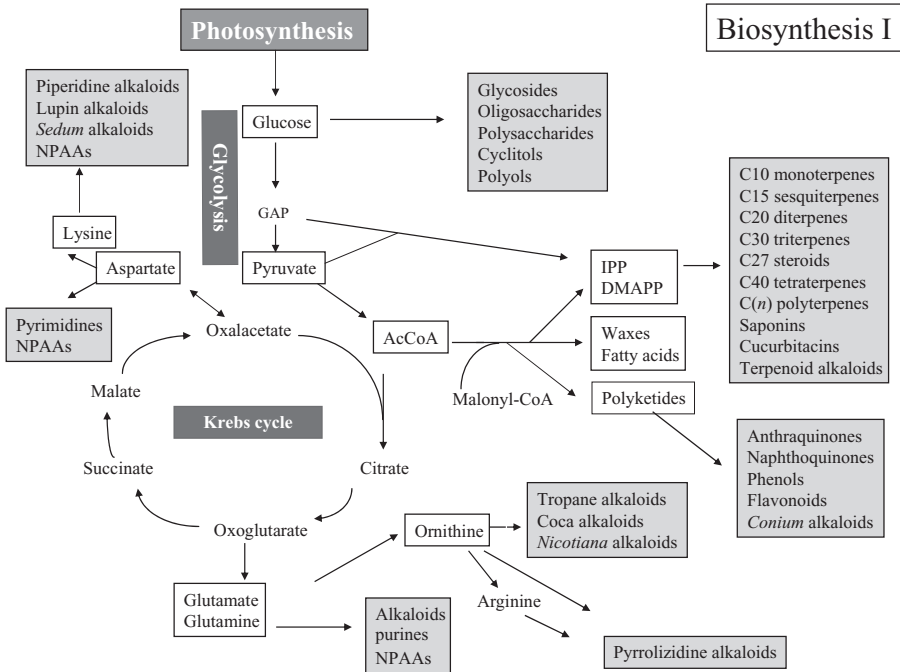 Photosynthesis
Biosynthesis I
Piperidine alkaloids
Lupin alkaloids
Sedum alkaloids
NPAAs
Glycolysis
Glucose
Glycosides
Oligosaccharides
Polysaccharides
Cyclitols
Polyols
GAP
C10 monoterpenes
C15 sesquiterpenes
C20 diterpenes
C30 triterpenes
C27 steroids
C40 tetraterpenes
C(n) polyterpenes
Saponins
Cucurbitacins
Terpenoid alkaloids
Lysine
Aspartate
Pyruvate
IPP
DMAPP
Pyrimidines
NPAAs
Oxalacetate
AcCoA
Waxes
Fatty acids
Malate
Malonyl-CoA
Polyketides
Krebs cycle
Anthraquinones
Naphthoquinones
Phenols
Flavonoids
Conium alkaloids
Succinate
Citrate
Oxoglutarate
Ornithine
Tropane alkaloids
Coca alkaloids
Nicotiana alkaloids
Glutamate
Glutamine
Arginine
Alkaloids
purines
NPAAs
Pyrrolizidine alkaloids